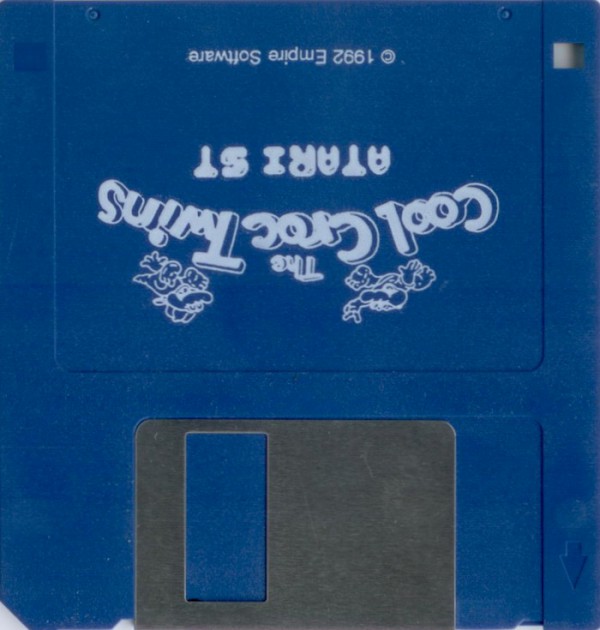 The
Cool Croc Twins
ATARI ST
© 1992 Empire Software